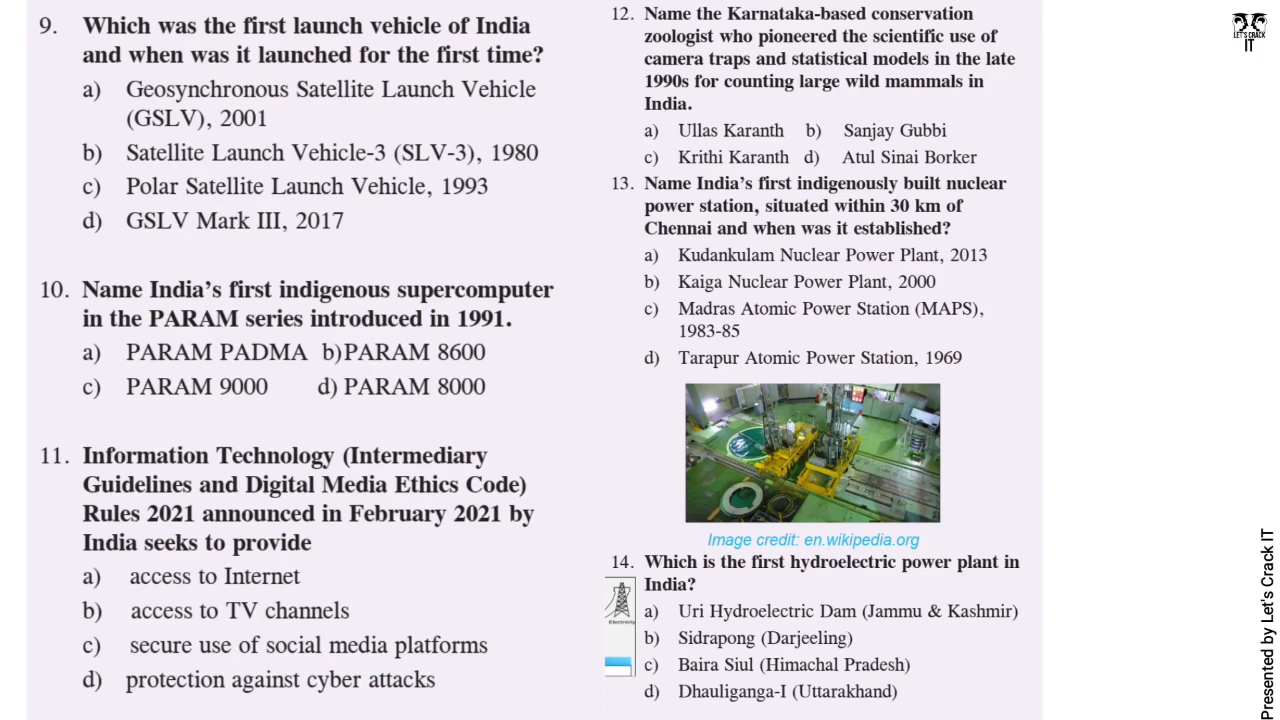 9. Which was the first launch vehicle of India
and when was it launched for the first time?
a) Geosynchronous Satellite Launch Vehicle
(GSLV), 2001
b) Satellite Launch Vehicle-3 (SLV-3), 1980
c) Polar Satellite Launch Vehicle, 1993
d) GSLV Mark III, 2017
10. Name India's first indigenous supercomputer
in the PARAM series introduced in 1991.
a) PARAM PADMA b)PARAM 8600
c) PARAM 9000 d) PARAM 8000
11. Information Technology (Intermediary
Guidelines and Digital Media Ethics Code)
Rules 2021 announced in February 2021 by
India seeks to provide
a) access to Internet
b) access to TV channels
c) secure use of social media platforms
d) protection against cyber attacks
12. Name the Karnataka-based conservation
zoologist who pioneered the scientific use of
camera traps and statistical models in the late
1990s for counting large wild mammals in
India.
a) Ullas Karanth b) Sanjay Gubbi
c) Krithi Karanth d) Atul Sinai Borker
13. Name India's first indigenously built nuclear
power station, situated within 30 km of
Chennai and when was it established?
a) Kudankulam Nuclear Power Plant, 2013
b) Kaiga Nuclear Power Plant, 2000
c) Madras Atomic Power Station (MAPS),
1983-85
d) Tarapur Atomic Power Station, 1969
Image credit: en.wikipedia.org
14. Which is the first hydroelectric power plant in
India?
Electricity
a) Uri Hydroelectric Dam (Jammu & Kashmir)
b) Sidrapong (Darjeeling)
c) Baira Siul (Himachal Pradesh)
d) Dhauliganga-I (Uttarakhand)
LET'S CRACK
IT
Presented by Let's Crack IT